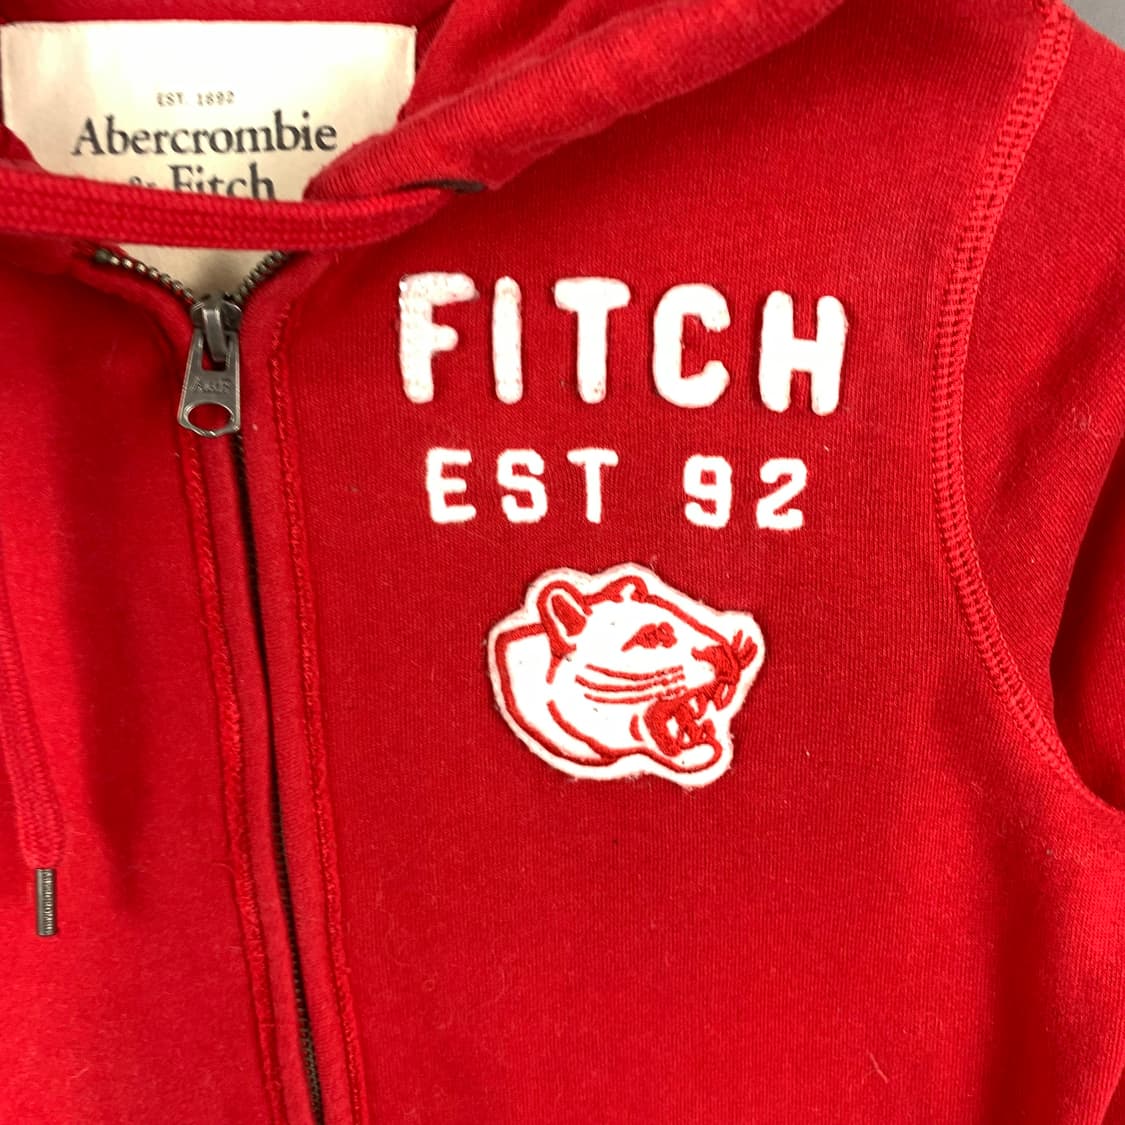 EST. 1892
Abercrombie
& Fitch
A&F
FITCH
EST 92